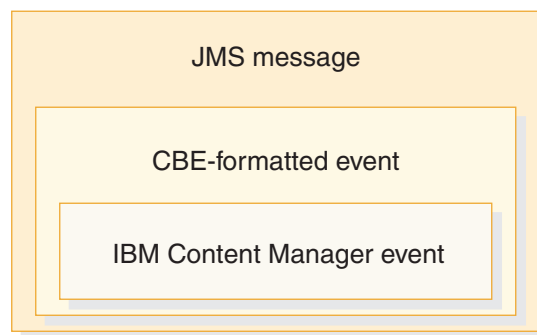 JMS message
CBE-formatted event
IBM Content Manager event